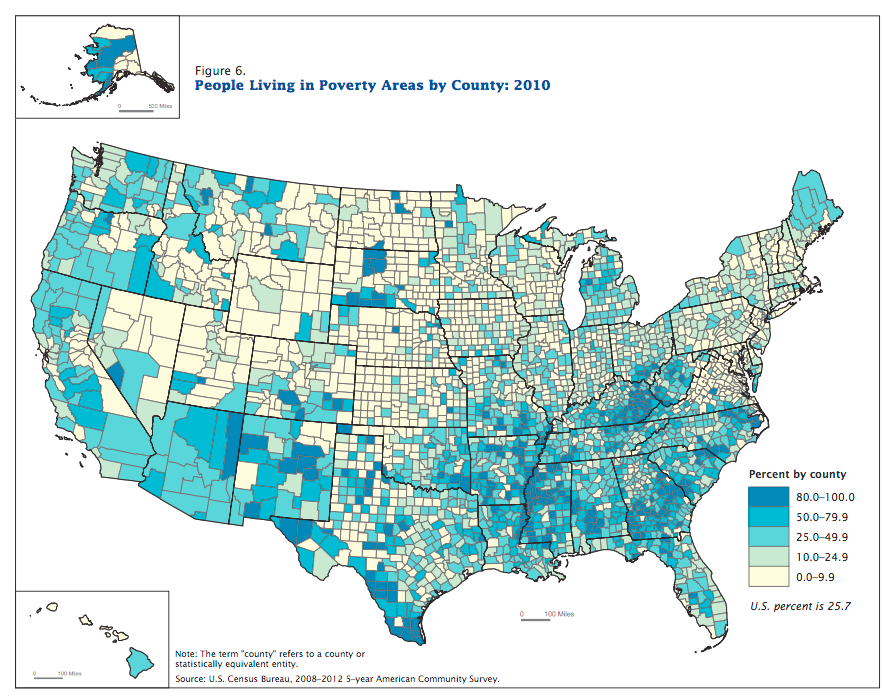 Figure 6.
People Living in Poverty Areas by County: 2010
0 500 Miles
Percent by county
80.0–100.0
50.0–79.9
25.0–49.9
10.0–24.9
0.0–9.9
U.S. percent is 25.7
0 100 Miles
0 100 Miles
Note: The term "county" refers to a county or
statistically equivalent entity.
Source: U.S. Census Bureau, 2008–2012 5–year American Community Survey.